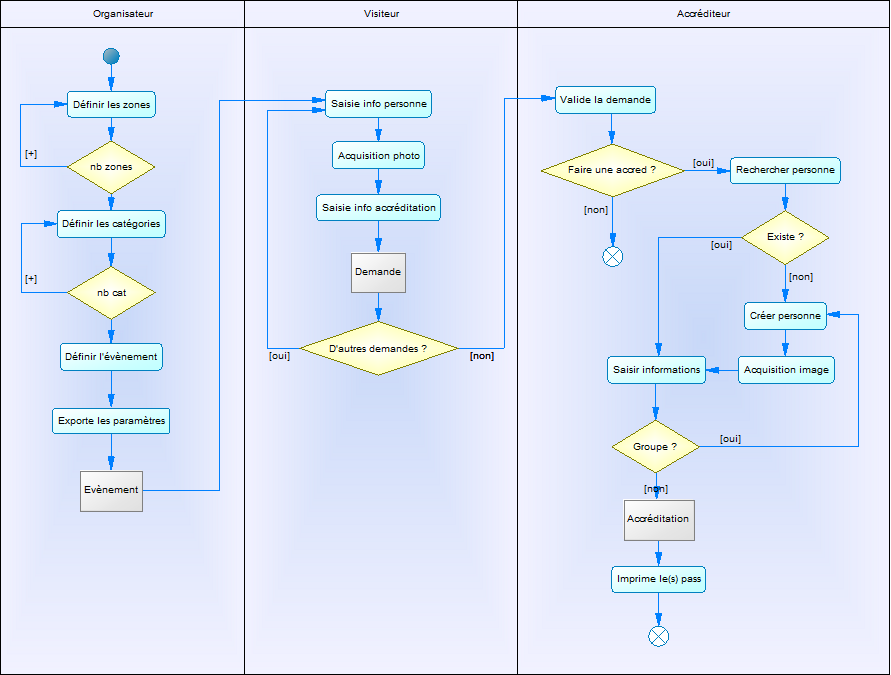 Organisateur
Visiteur
Accréditeur
Définir les zones
[+]
nb zones
Définir les catégories
[+]
nb cat
Définir l'évènement
Exporte les paramètres
Evènement
Saisie info personne
Acquisition photo
Saisie info accréditation
Demande
D'autres demandes ?
[oui]
[non]
Valide la demande
Faire une accred ?
[oui]
[non]
Rechercher personne
Existe ?
[oui]
[non]
Créer personne
Acquisition image
Saisir informations
Groupe ?
[oui]
[non]
Accréditation
Imprime le(s) pass